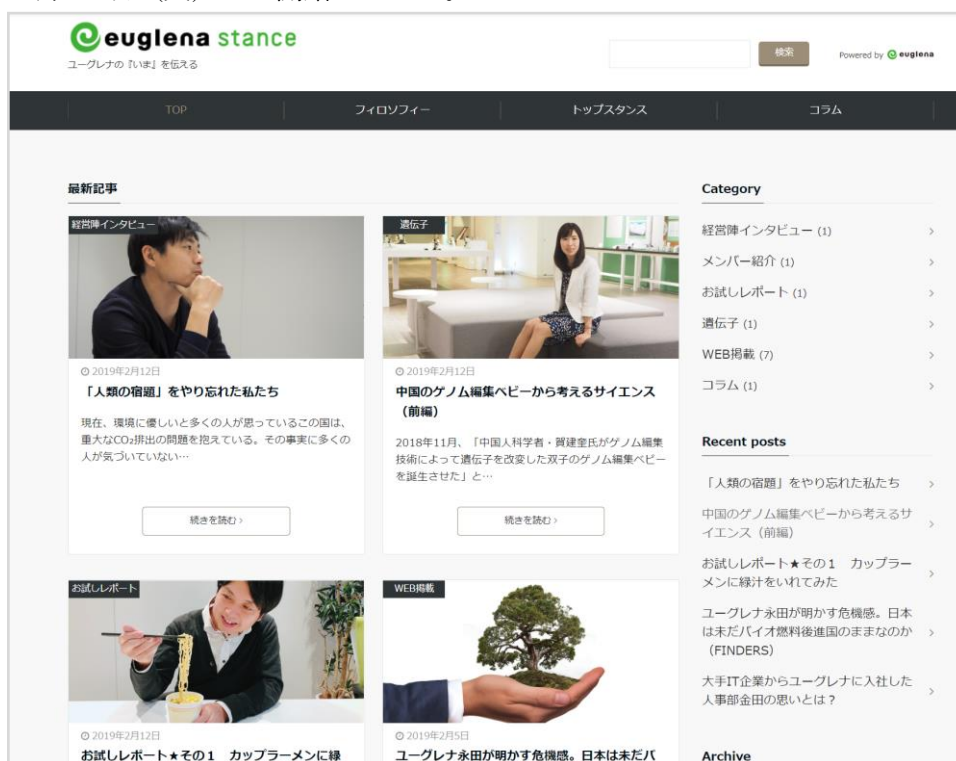 euglena stance
ユーグレナの『いま』を伝える
検索
Powered by euglena
TOP
フィロソフィー
トップスタンス
コラム
最新記事
経営陣インタビュー
2019年2月12日
「人類の宿題」をやり忘れた私たち
現在、環境に優しいと多くの人が思っているこの国は、
重大なCO₂排出の問題を抱えている。その事実に多くの
人が気づいていない…
続きを読む ›
遺伝子
2019年2月12日
中国のゲノム編集ベビーから考えるサイエンス
（前編）
2018年11月、「中国人科学者・賀建奎氏がゲノム編集
技術によって遺伝子を改変した双子のゲノム編集ベビー
を誕生させた」と…
続きを読む ›
お試しレポート
2019年2月12日
お試しレポート★その１　カップラーメンに緑
WEB掲載
2019年2月5日
ユーグレナ永田が明かす危機感。日本は未だバ
Category
経営陣インタビュー (1)
メンバー紹介 (1)
お試しレポート (1)
遺伝子 (1)
WEB掲載 (7)
コラム (1)
Recent posts
「人類の宿題」をやり忘れた私たち
中国のゲノム編集ベビーから考えるサ
イエンス（前編）
お試しレポート★その１　カップラー
メンに緑汁をいれてみた
ユーグレナ永田が明かす危機感。日本
は未だバイオ燃料後進国のままなのか
（FINDERS）
大手IT企業からユーグレナに入社した
人事部金田の思いとは？
Archive